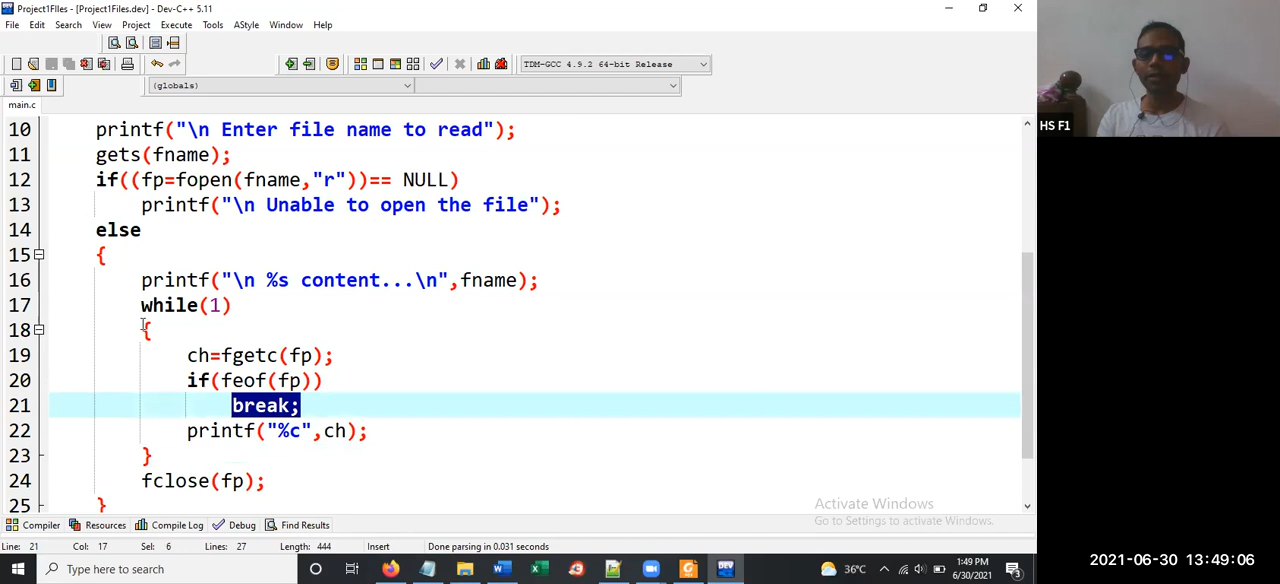 Project1FIles - [Project1Files.dev] - Dev-C++ 5.11
File Edit Search View Project Execute Tools AStyle Window Help
TDM-GCC 4.9.2 64-bit Release
(globals)
main.c
10 printf("\n Enter file name to read");
11 gets(fname);
12 if((fp=fopen(fname,"r"))== NULL)
13 printf("\n Unable to open the file");
14 else
15 {
16 printf("\n %s content...\n",fname);
17 while(1)
18 {
19 ch=fgetc(fp);
20 if(feof(fp))
21 break;
22 printf("%c",ch);
23 }
24 fclose(fp);
25 }
HS F1
Activate Windows
Go to Settings to activate Windows.
Compiler Resources Compile Log Debug Find Results
Line: 21 Col: 17 Sel: 6 Lines: 27 Length: 444 Insert Done parsing in 0.031 seconds
Type here to search
DEV
36°C
1:49 PM
6/30/2021
3
2021-06-30 13:49:06